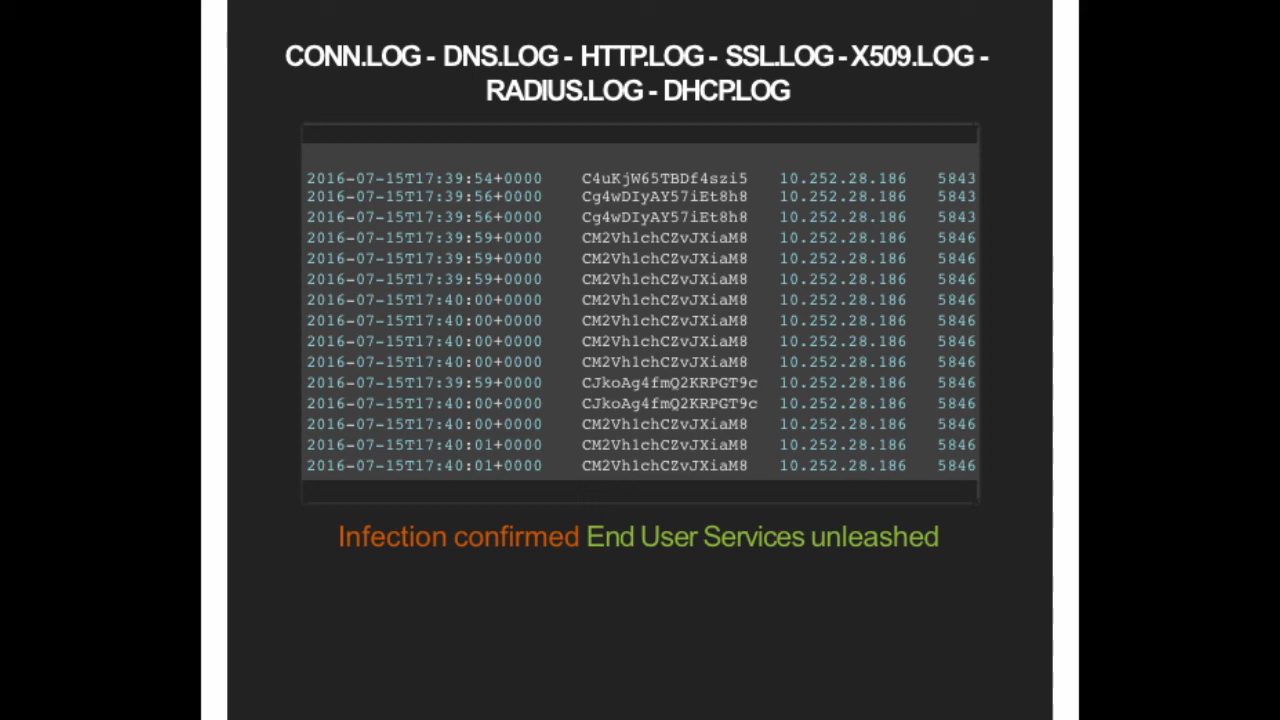 CONN.LOG - DNS.LOG - HTTP.LOG - SSL.LOG - X509.LOG -
RADIUS.LOG - DHCP.LOG
2016-07-15T17:39:54+0000 C4uKjW65TBDf4szi5 10.252.28.186 5843
2016-07-15T17:39:56+0000 Cg4wDIyAY57iEt8h8 10.252.28.186 5843
2016-07-15T17:39:56+0000 Cg4wDIyAY57iEt8h8 10.252.28.186 5843
2016-07-15T17:39:59+0000 CM2Vh1chCZvJXiaM8 10.252.28.186 5846
2016-07-15T17:39:59+0000 CM2Vh1chCZvJXiaM8 10.252.28.186 5846
2016-07-15T17:39:59+0000 CM2Vh1chCZvJXiaM8 10.252.28.186 5846
2016-07-15T17:40:00+0000 CM2Vh1chCZvJXiaM8 10.252.28.186 5846
2016-07-15T17:40:00+0000 CM2Vh1chCZvJXiaM8 10.252.28.186 5846
2016-07-15T17:40:00+0000 CM2Vh1chCZvJXiaM8 10.252.28.186 5846
2016-07-15T17:40:00+0000 CM2Vh1chCZvJXiaM8 10.252.28.186 5846
2016-07-15T17:39:59+0000 CJkoAg4fmQ2KRPGT9c 10.252.28.186 5846
2016-07-15T17:40:00+0000 CJkoAg4fmQ2KRPGT9c 10.252.28.186 5846
2016-07-15T17:40:00+0000 CM2Vh1chCZvJXiaM8 10.252.28.186 5846
2016-07-15T17:40:01+0000 CM2Vh1chCZvJXiaM8 10.252.28.186 5846
2016-07-15T17:40:01+0000 CM2Vh1chCZvJXiaM8 10.252.28.186 5846
Infection confirmed End User Services unleashed